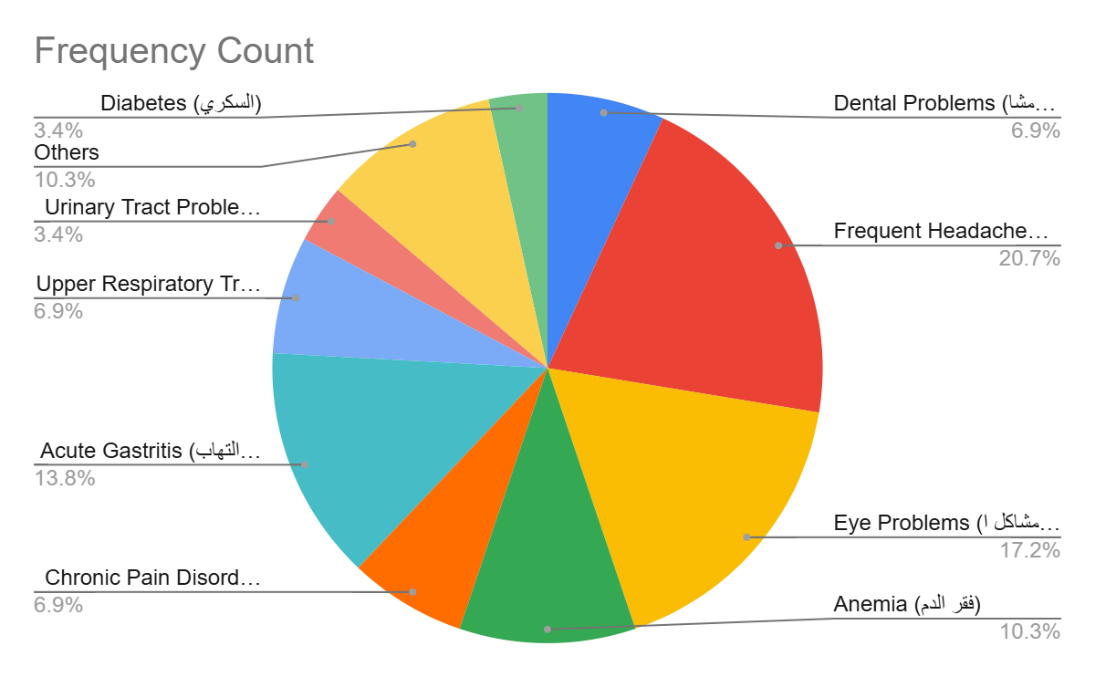 Frequency Count
Diabetes (السكري)
3.4%
Others
10.3%
Urinary Tract Proble…
3.4%
Upper Respiratory Tr…
6.9%
Acute Gastritis (التهاب…
13.8%
Chronic Pain Disord…
6.9%
Dental Problems (مشا…
6.9%
Frequent Headache…
20.7%
Eye Problems (مشاكل ا…
17.2%
Anemia (فقر الدم)
10.3%